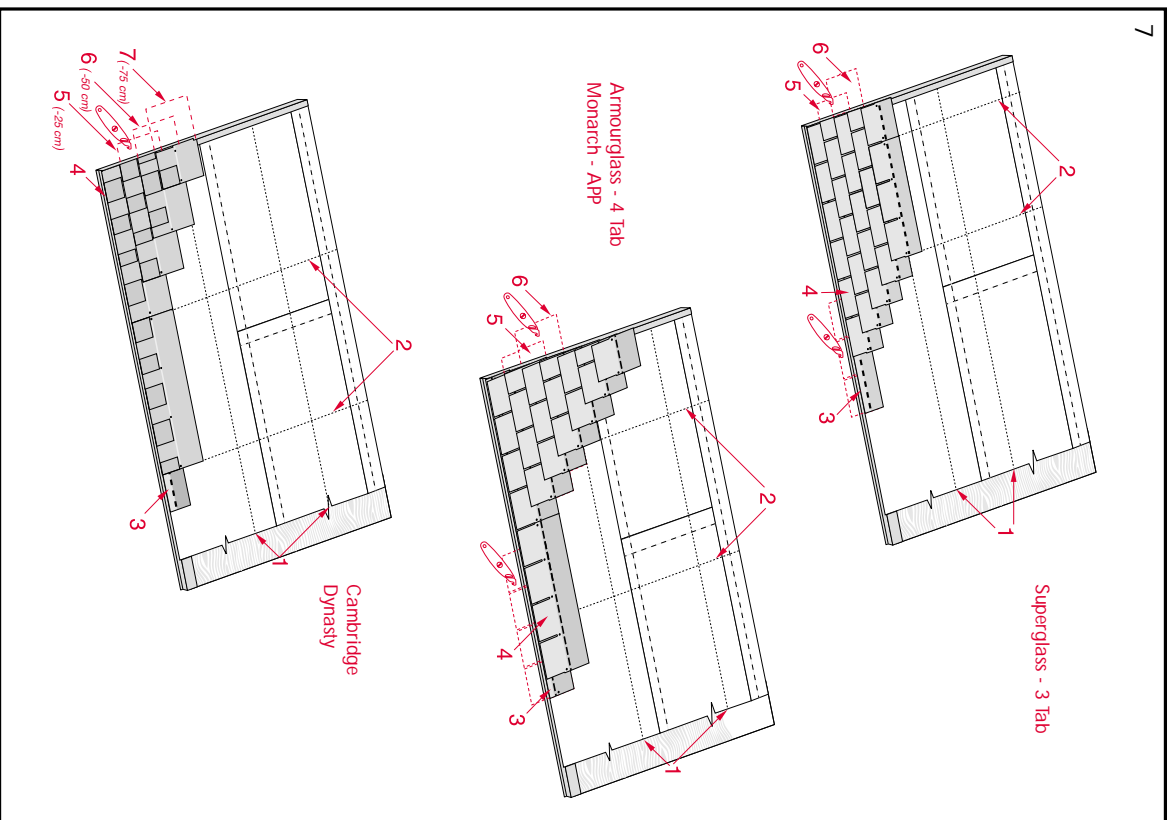 7
Superglass - 3 Tab
2
1
3
6
4
5
Armourglass - 4 Tab
Monarch - APP
2
1
6
3
4
5
Cambridge
Dynasty
2
1
3
7 (-75 cm)
6 (-50 cm)
4
5 (-25 cm)